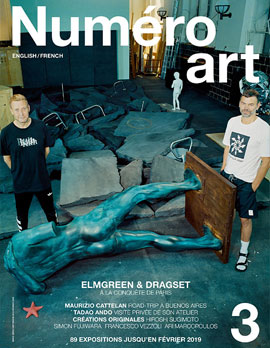 Numéro
art
ENGLISH/FRENCH
ELMGREEN & DRAGSET
À LA CONQUÊTE DE PARIS
MAURIZIO CATTELAN ROAD-TRIP À BUENOS AIRES
TADAO ANDO VISITE PRIVÉE DE SON ATELIER
CRÉATIONS ORIGINALES HIROSHI SUGIMOTO
SIMON FUJIWARA FRANCESCO VEZZOLI ARI MARCOPOULOS
89 EXPOSITIONS JUSQU'EN FÉVRIER 2019
3